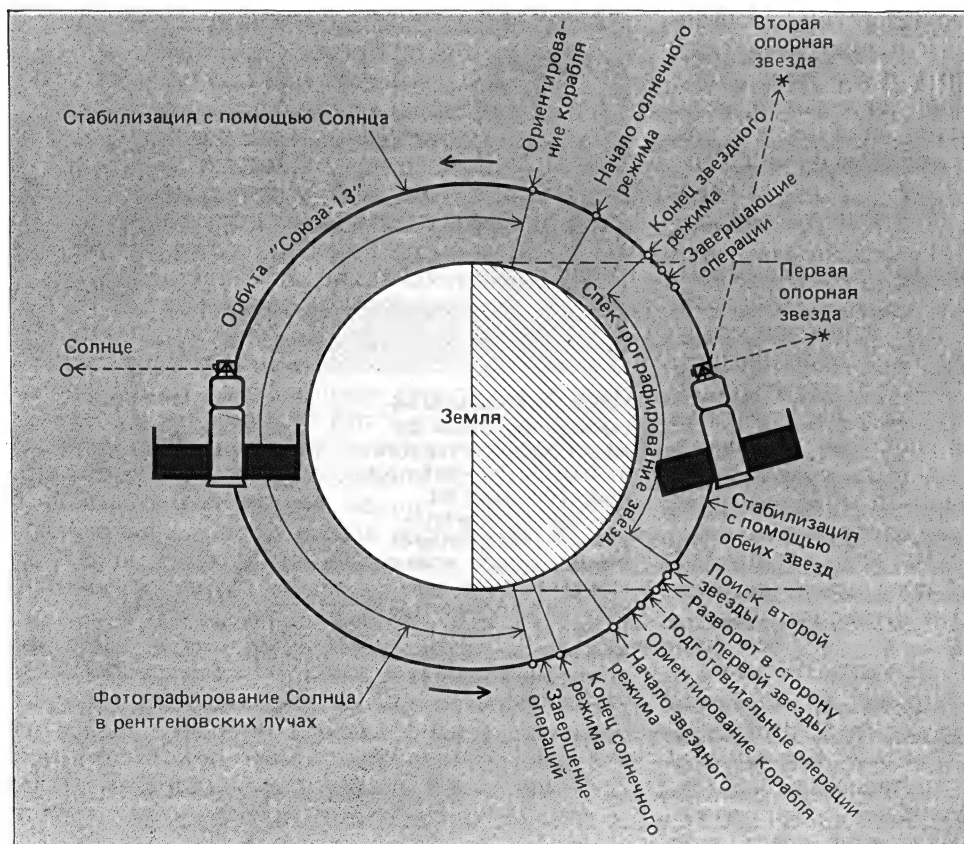 Вторая
опорная
звезда
Ориентирова-
ние корабля
Начало солнечного
режима
Стабилизация с помощью Солнца
Конец звездного
режима
Завершающие
операции
Орбита "Союза-13"
Первая
опорная
звезда
Солнце
Спектрографирование звезд
Земля
Стабилизация
с помощью
обеих звезд
Поиск второй
звезды
Разворот в сторону
первой звезды
Подготовительные операции
Ориентирование корабля
Начало звездного
режима
Конец солнечного
режима
Завершение
операций
Фотографирование Солнца
в рентгеновских лучах